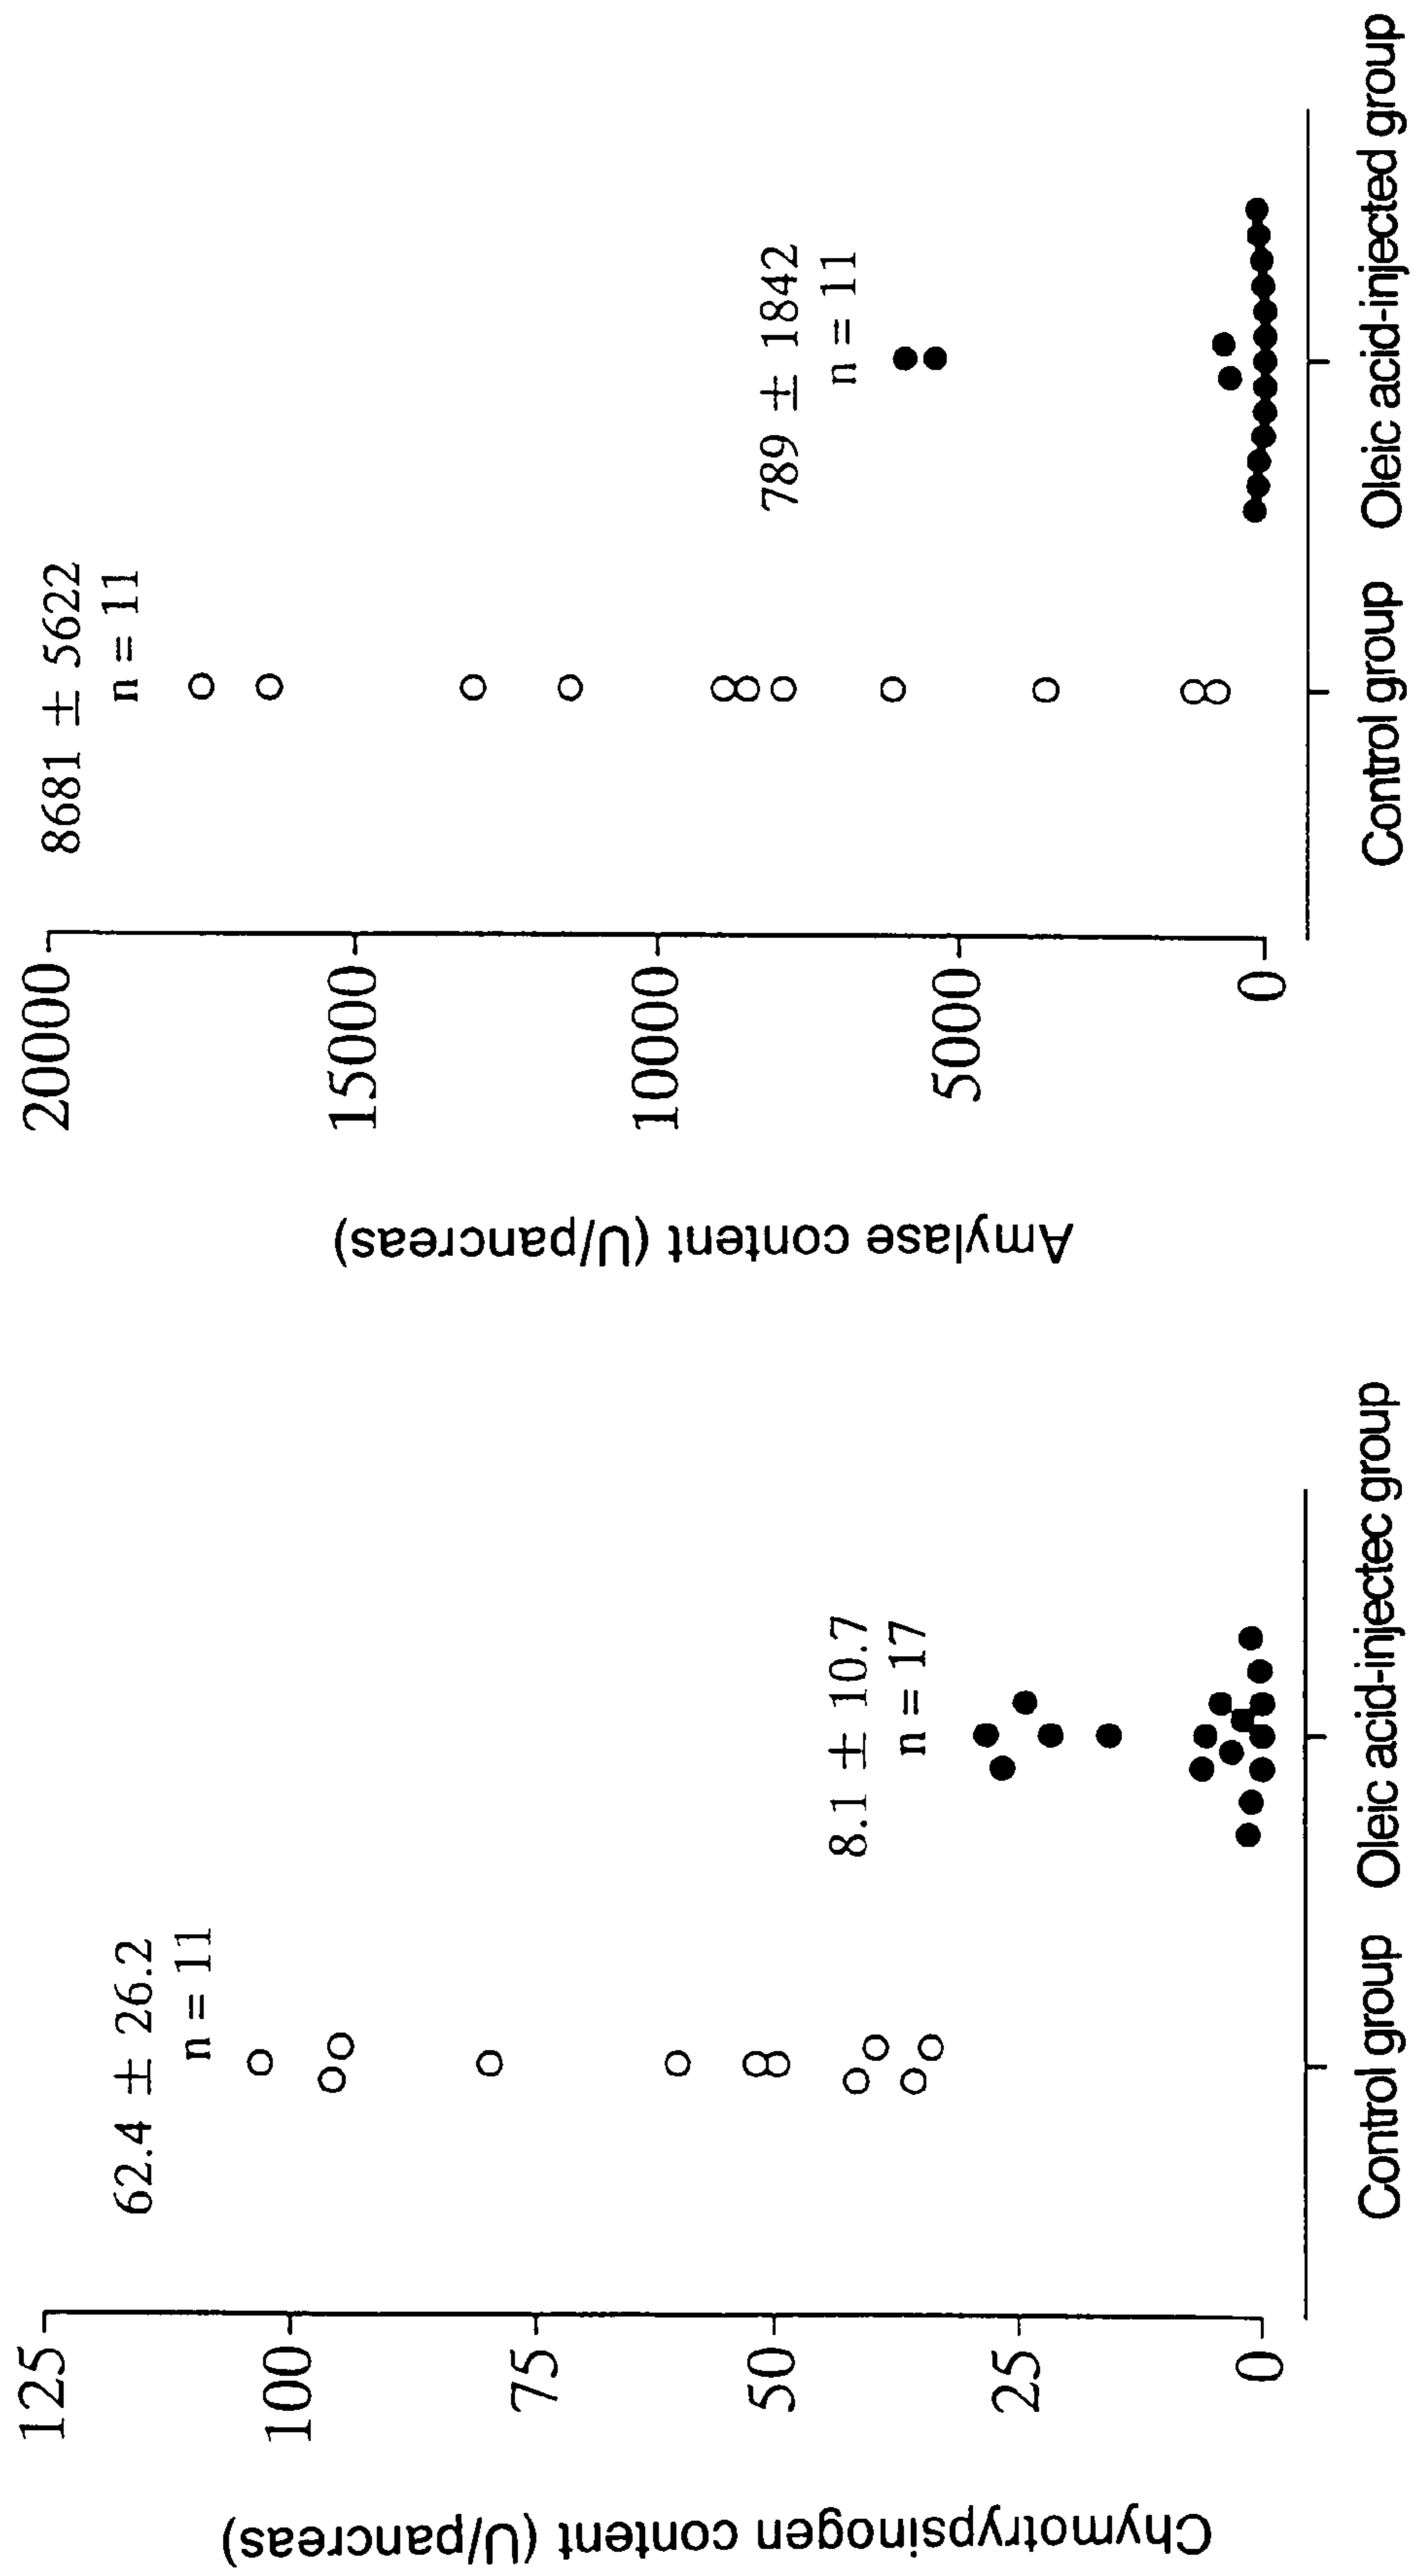 Chymotrypsinogen content (U/pancreas)
125
100
75
50
25
0
62.4 ± 26.2
n = 11
8.1 ± 10.7
n = 17
Control group
Oleic acid-injectec group
Amylase content (U/pancreas)
20000
15000
10000
5000
0
8681 ± 5622
n = 11
789 ± 1842
n = 11
Control group
Oleic acid-injected group